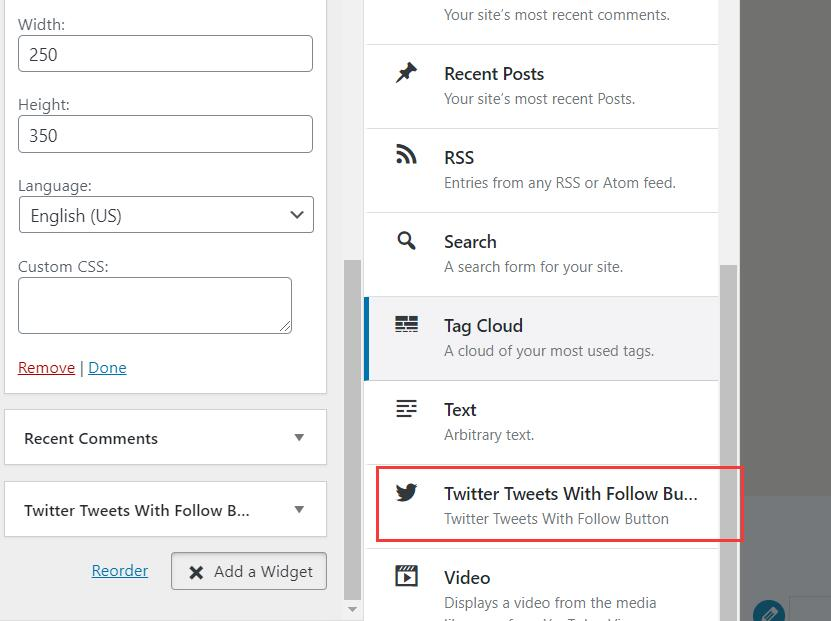 Width:
250
Height:
350
Language:
English (US)
Custom CSS:
Remove | Done
Recent Comments
Twitter Tweets With Follow B...
Reorder
Add a Widget
Your site's most recent comments.
Recent Posts
Your site's most recent Posts.
RSS
Entries from any RSS or Atom feed.
Search
A search form for your site.
Tag Cloud
A cloud of your most used tags.
Text
Arbitrary text.
Twitter Tweets With Follow Bu...
Twitter Tweets With Follow Button
Video
Displays a video from the media